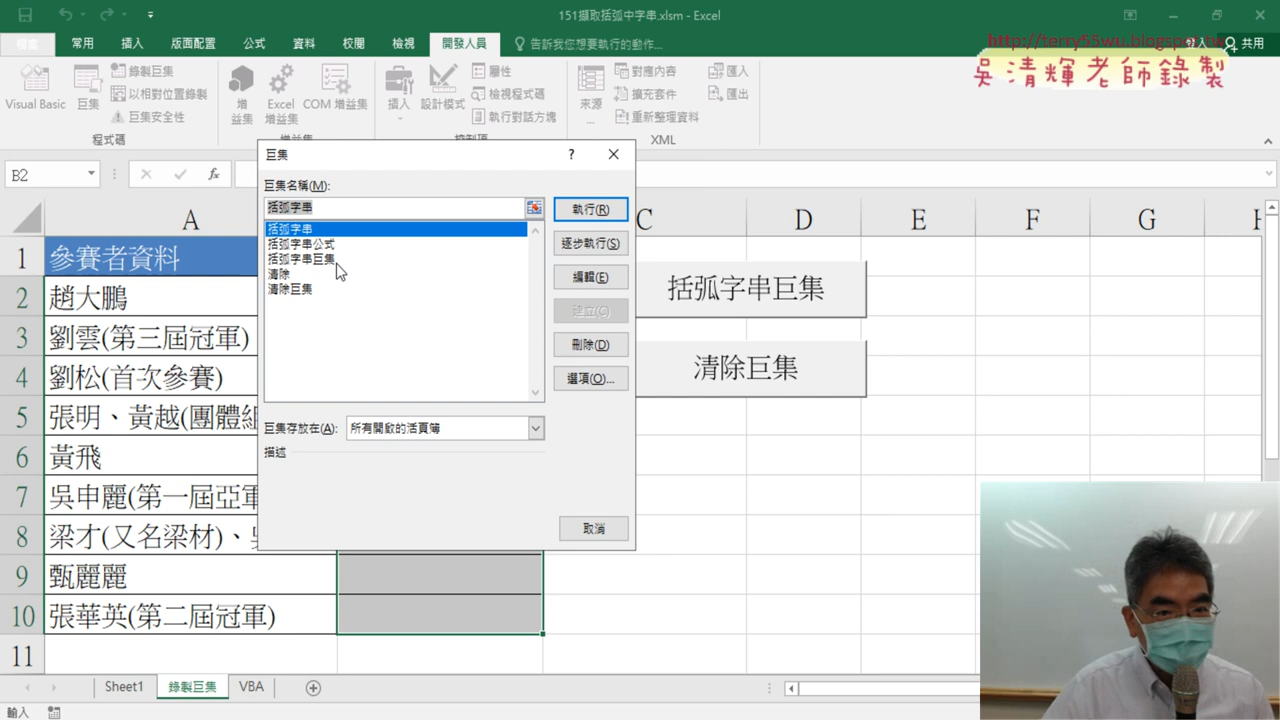 151擷取括弧中字串.xlsm - Excel
檔案 常用 插入 版面配置 公式 資料 校閱 檢視 開發人員 告訴我您想要執行的動作... 登入 共用
http://terry55wu.blogspot.tw
吳清輝老師錄製
Visual Basic 巨集 錄製巨集 以相對位置錄製 巨集安全性
程式碼
增益集 Excel 增益集 COM 增益集
增益集
插入 設計模式 屬性 檢視程式碼 執行對話方塊
控制項
來源 對應內容 擴充套件 重新整理資料 匯入 匯出
XML
B2 fx
巨集 ?
巨集名稱(M):
括弧字串
括弧字串
括弧字串公式
括弧字串巨集
清除
清除巨集
執行(R)
逐步執行(S)
編輯(E)
建立(C)
刪除(D)
選項(O)...
巨集存放在(A): 所有開啟的活頁簿
描述
取消
A C D E F G H
1 參賽者資料
2 趙大鵬
3 劉雲(第三屆冠軍)
4 劉松(首次參賽)
5 張明、黃越(團體組
6 黃飛
7 吳申麗(第一屆亞軍
8 梁才(又名梁材)、
9 甄麗麗
10 張華英(第二屆冠軍)
11
括弧字串巨集
清除巨集
Sheet1 錄製巨集 VBA
輸入